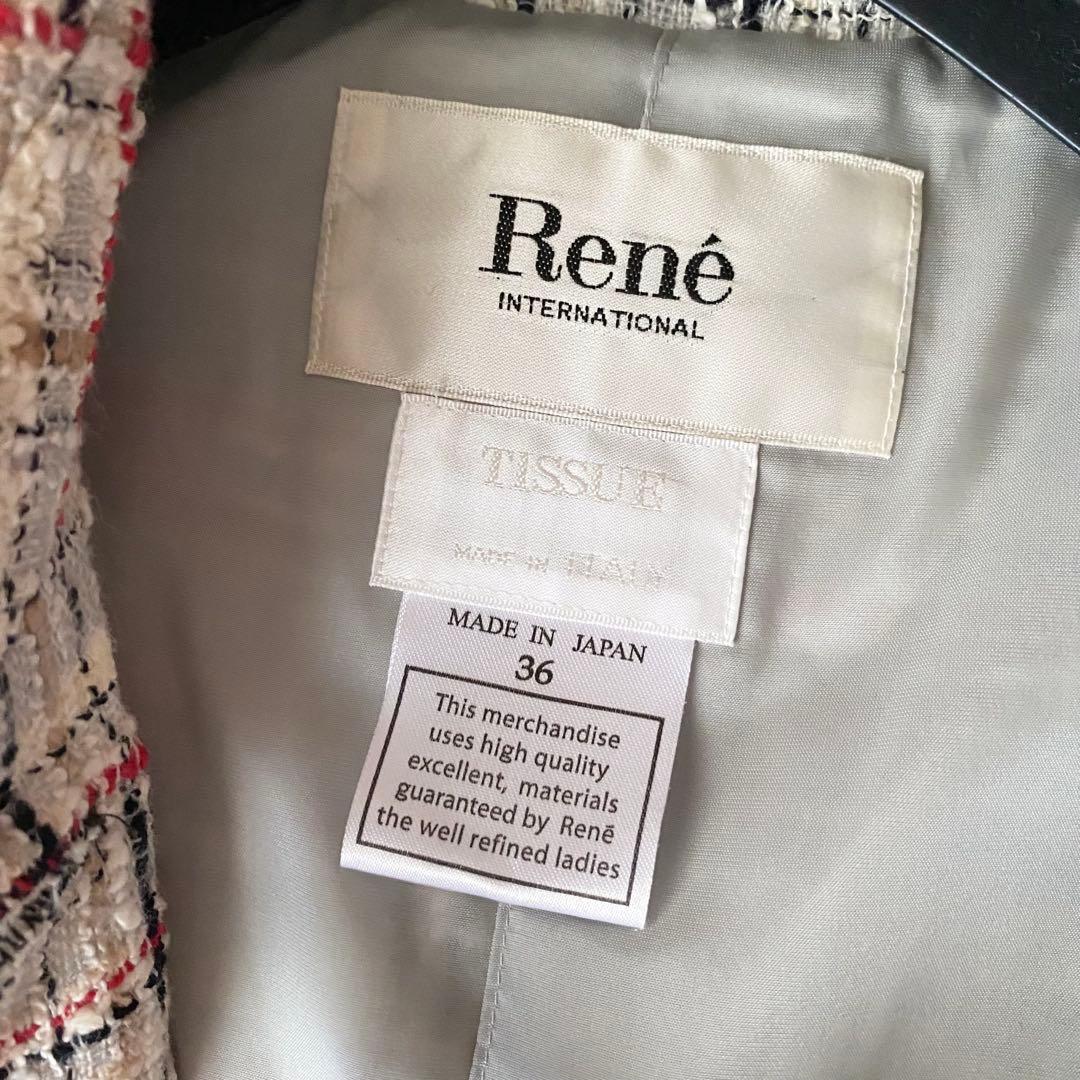 René
INTERNATIONAL
TISSUE
MADE IN ITALY
MADE IN JAPAN
36
This merchandise
uses high quality
excellent, materials
guaranteed by René
the well refined ladies